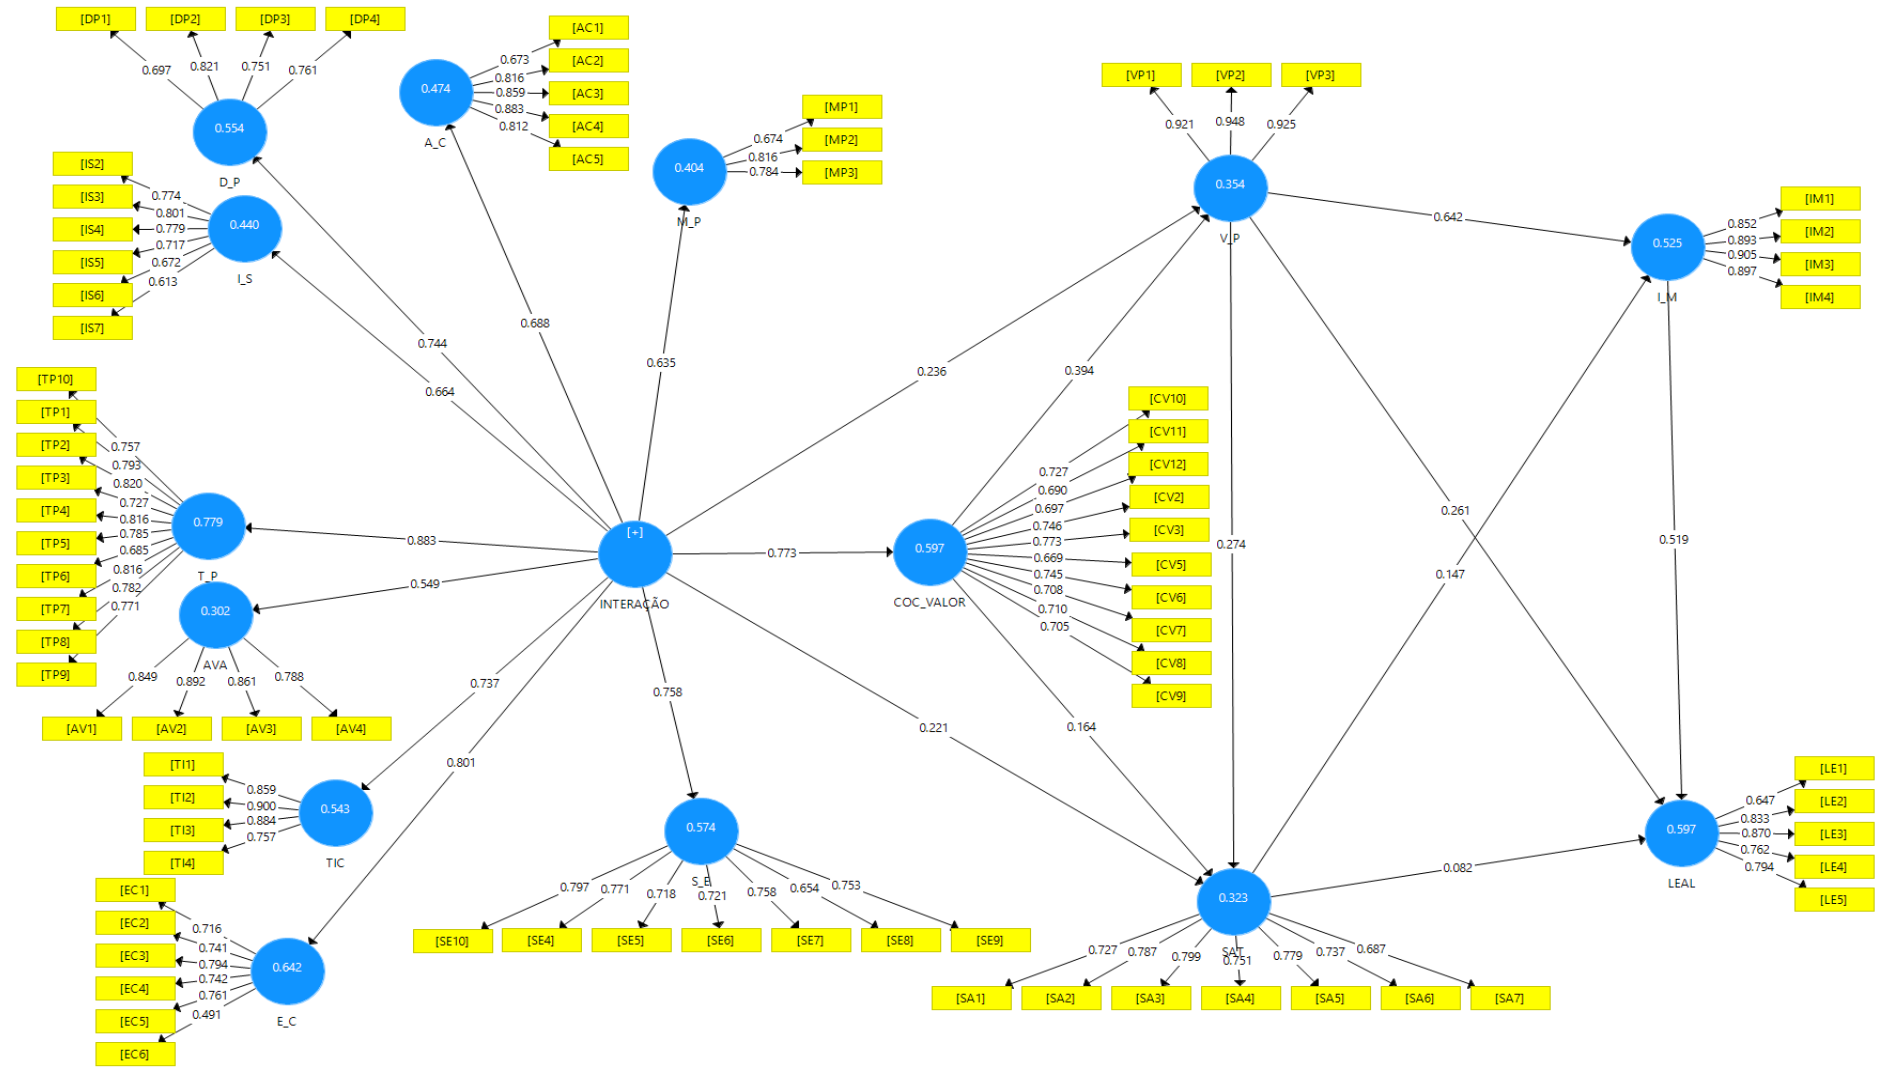 [DP1]
[DP2]
[DP3]
[DP4]
0.697
0.821
0.751
0.761
0.554
D_P
[AC1]
[AC2]
[AC3]
[AC4]
[AC5]
0.673
0.816
0.859
0.883
0.812
0.474
A_C
[MP1]
[MP2]
[MP3]
0.674
0.816
0.784
0.404
M_P
[VP1]
[VP2]
[VP3]
0.921
0.948
0.925
0.354
V_P
[IS2]
[IS3]
[IS4]
[IS5]
[IS6]
[IS7]
0.774
0.801
0.779
0.717
0.672
0.613
0.440
I_S
[IM1]
[IM2]
[IM3]
[IM4]
0.852
0.893
0.905
0.897
0.525
I_M
0.642
0.688
0.744
0.664
0.635
0.236
0.394
[TP10]
[TP1]
[TP2]
[TP3]
[TP4]
[TP5]
[TP6]
[TP7]
[TP8]
[TP9]
0.757
0.793
0.820
0.727
0.816
0.785
0.685
0.816
0.782
0.771
0.779
T_P
0.883
0.549
[+]
INTERAÇÃO
0.773
0.597
COC_VALOR
[CV10]
[CV11]
[CV12]
[CV2]
[CV3]
[CV5]
[CV6]
[CV7]
[CV8]
[CV9]
0.727
0.690
0.697
0.746
0.773
0.669
0.745
0.708
0.710
0.705
0.274
0.261
0.147
0.519
0.302
AVA
0.849
0.892
0.861
0.788
[AV1]
[AV2]
[AV3]
[AV4]
0.737
0.801
0.758
0.221
0.164
[TI1]
[TI2]
[TI3]
[TI4]
0.859
0.900
0.884
0.757
0.543
TIC
[EC1]
[EC2]
[EC3]
[EC4]
[EC5]
[EC6]
0.716
0.741
0.794
0.742
0.761
0.491
0.642
E_C
0.574
S_E
0.797
0.771
0.718
0.721
0.758
0.654
0.753
[SE10]
[SE4]
[SE5]
[SE6]
[SE7]
[SE8]
[SE9]
0.323
SAT
0.727
0.787
0.799
0.751
0.779
0.737
0.687
[SA1]
[SA2]
[SA3]
[SA4]
[SA5]
[SA6]
[SA7]
0.082
0.597
LEAL
0.647
0.833
0.870
0.762
0.794
[LE1]
[LE2]
[LE3]
[LE4]
[LE5]